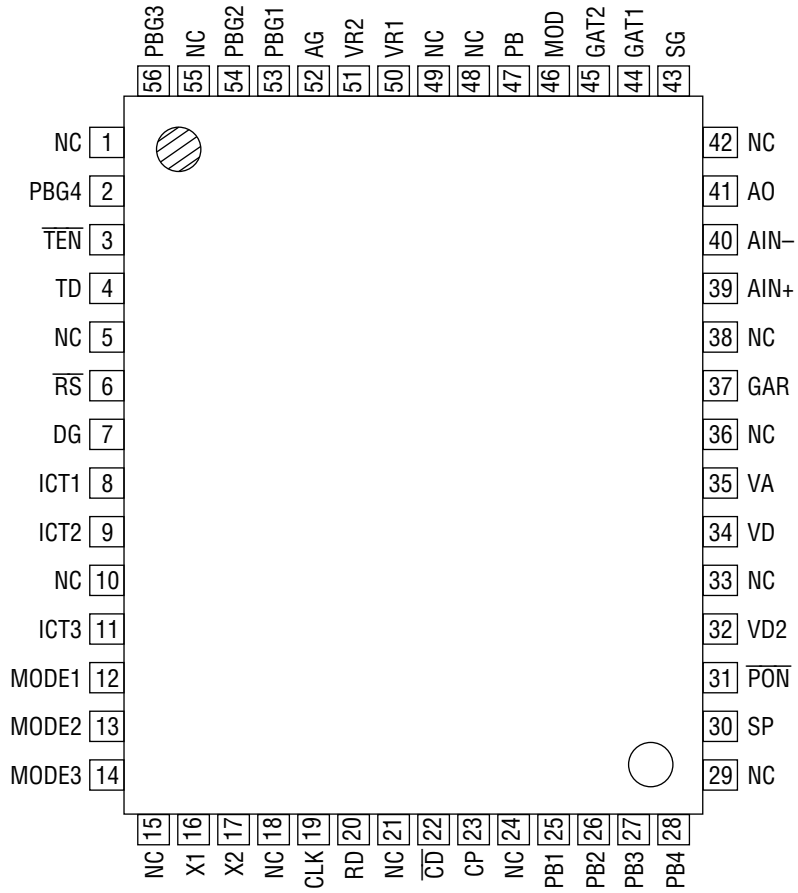 PBG3 NC PBG2 PBG1 AG VR2 VR1 NC NC PB MOD GAT2 GAT1 SG
56 55 54 53 52 51 50 49 48 47 46 45 44 43
NC 1 42 NC
PBG4 2 41 AO
T̅E̅N̅ 3 40 AIN–
TD 4 39 AIN+
NC 5 38 NC
R̅S̅ 6 37 GAR
DG 7 36 NC
ICT1 8 35 VA
ICT2 9 34 VD
NC 10 33 NC
ICT3 11 32 VD2
MODE1 12 31 P̅O̅N̅
MODE2 13 30 SP
MODE3 14 29 NC
15 16 17 18 19 20 21 22 23 24 25 26 27 28
NC X1 X2 NC CLK RD NC C̅D̅ CP NC PB1 PB2 PB3 PB4